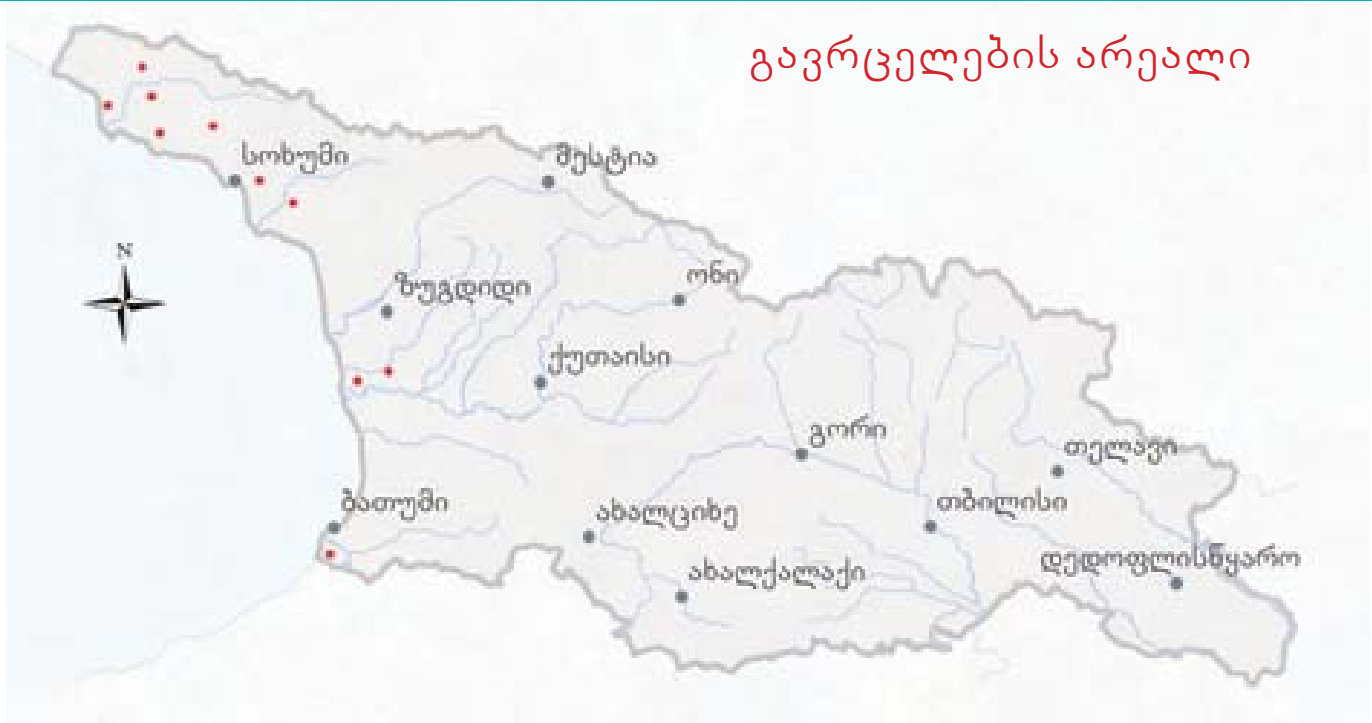 გავრცელების არეალი
სოხუმი
მესტია
N
ონი
ზუგდიდი
ქუთაისი
გორი
თელავი
ბათუმი
ახალციხე
თბილისი
დედოფლისწყარო
ახალქალაქი